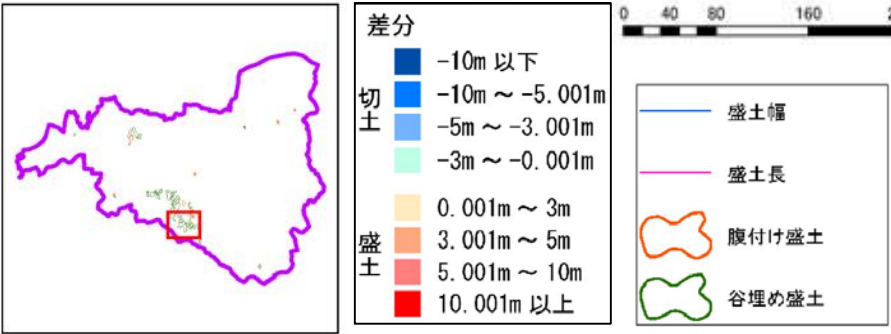 差分
切土
-10m 以下
-10m ～ -5.001m
-5m ～ -3.001m
-3m ～ -0.001m
盛土
0.001m ～ 3m
3.001m ～ 5m
5.001m ～ 10m
10.001m 以上
0 40 80 160
盛土幅
盛土長
腹付け盛土
谷埋め盛土